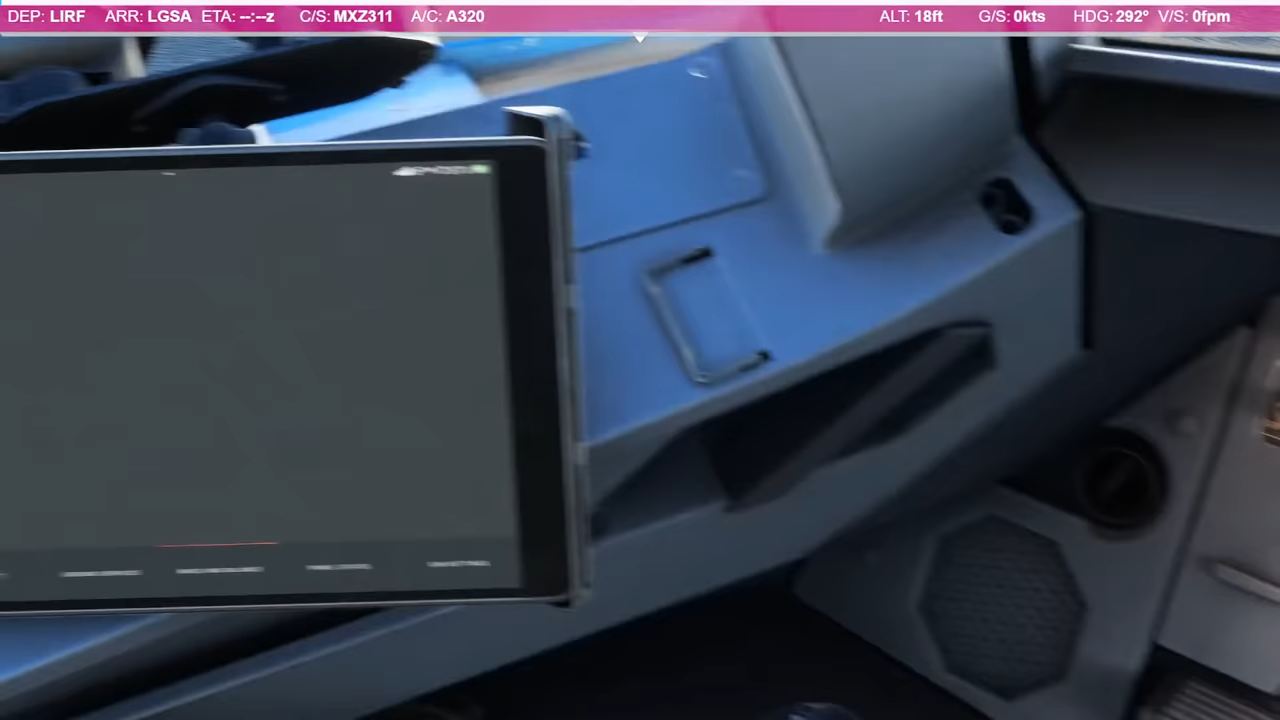 DEP: LIRF ARR: LGSA ETA: --:--z C/S: MXZ311 A/C: A320 ALT: 18ft G/S: 0kts HDG: 292° V/S: 0fpm